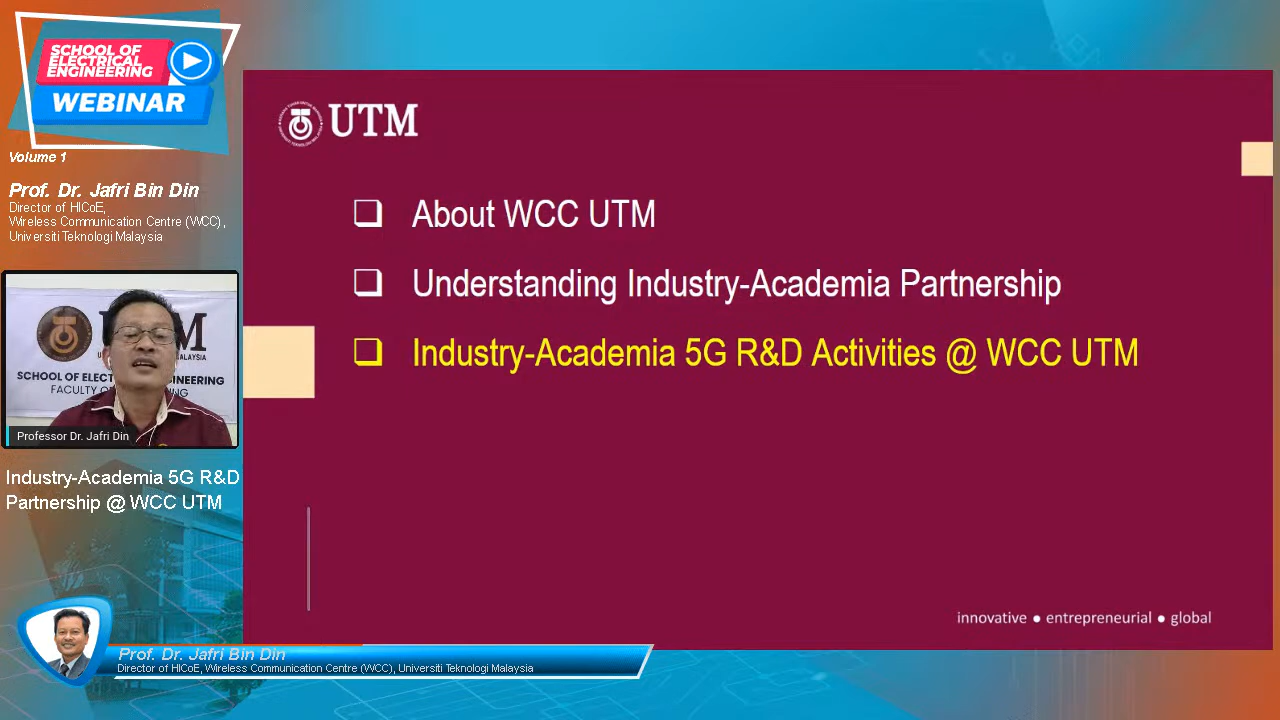 SCHOOL OF
ELECTRICAL
ENGINEERING
WEBINAR
Volume 1
Prof. Dr. Jafri Bin Din
Director of HICoE,
Wireless Communication Centre (WCC),
Universiti Teknologi Malaysia
SCHOOL OF ELECT ENGINEERING
FACULTY OF
Professor Dr. Jafri Din
Industry-Academia 5G R&D
Partnership @ WCC UTM
UTM
❑ About WCC UTM
❑ Understanding Industry-Academia Partnership
❑ Industry-Academia 5G R&D Activities @ WCC UTM
innovative ● entrepreneurial ● global
Prof. Dr. Jafri Bin Din
Director of HICoE, Wireless Communication Centre (WCC), Universiti Teknologi Malaysia